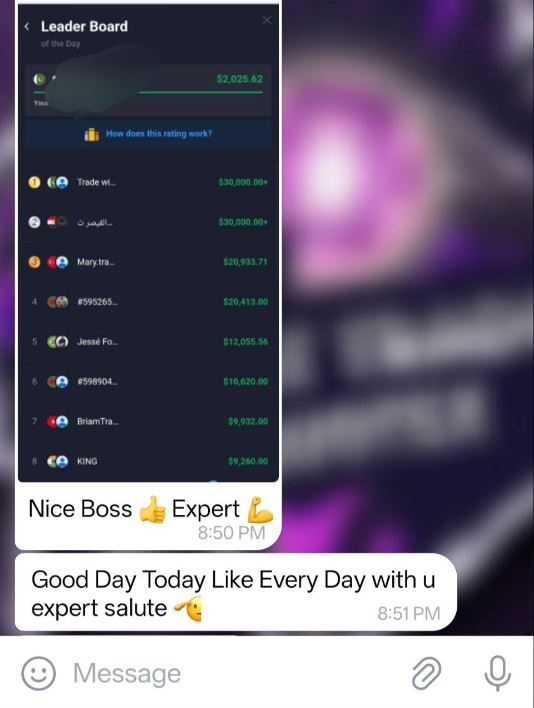 Leader Board
of the Day
$2,025.62
How does this rating work?
1 Trade wi... $30,000.00+
2 القيصر ت... $30,000.00+
3 Mary.tra... $20,933.71
4 #595265... $20,413.00
5 Jessé Fo... $12,055.56
6 #598904... $10,620.00
7 BriamTra... $9,932.00
8 KING $9,260.00
Nice Boss 👍 Expert 💪
8:50 PM
Good Day Today Like Every Day with u
expert salute 🫡
8:51 PM
Message